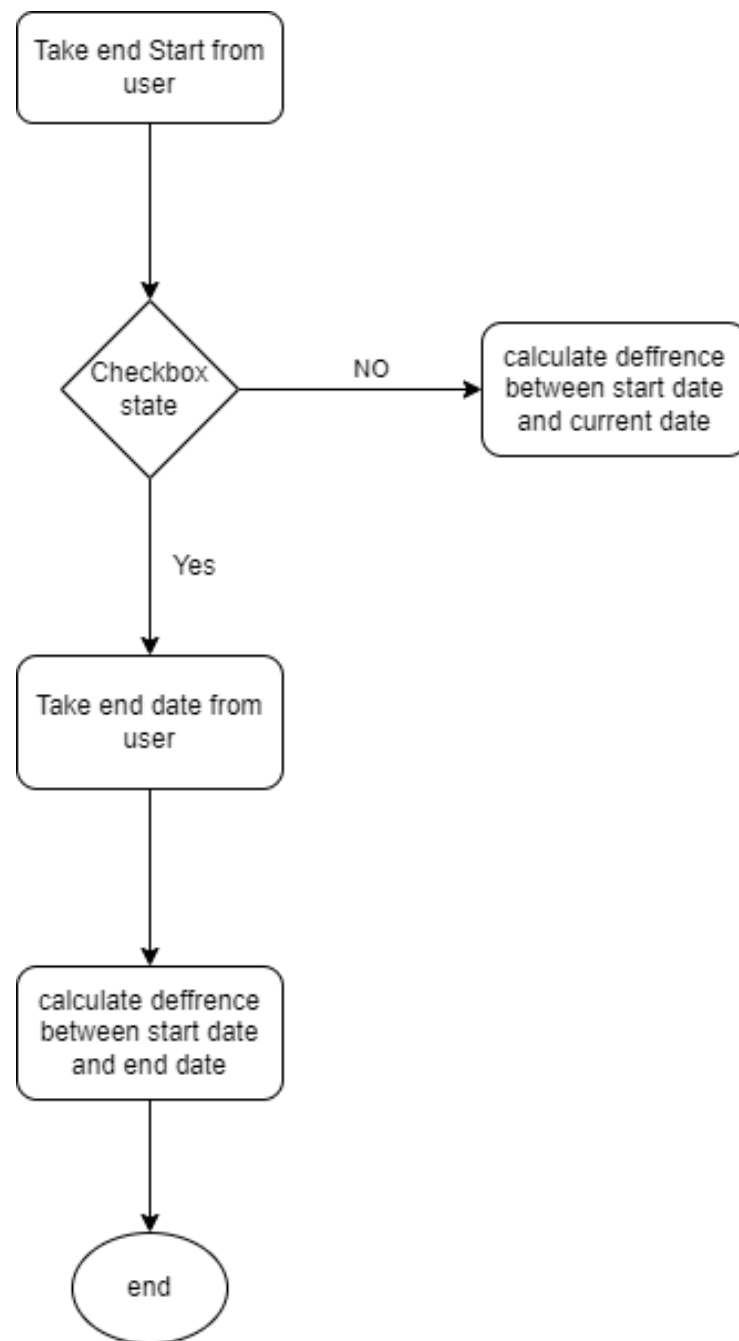 Take end Start from
user
Checkbox
state
NO
calculate deffrence
between start date
and current date
Yes
Take end date from
user
calculate deffrence
between start date
and end date
end